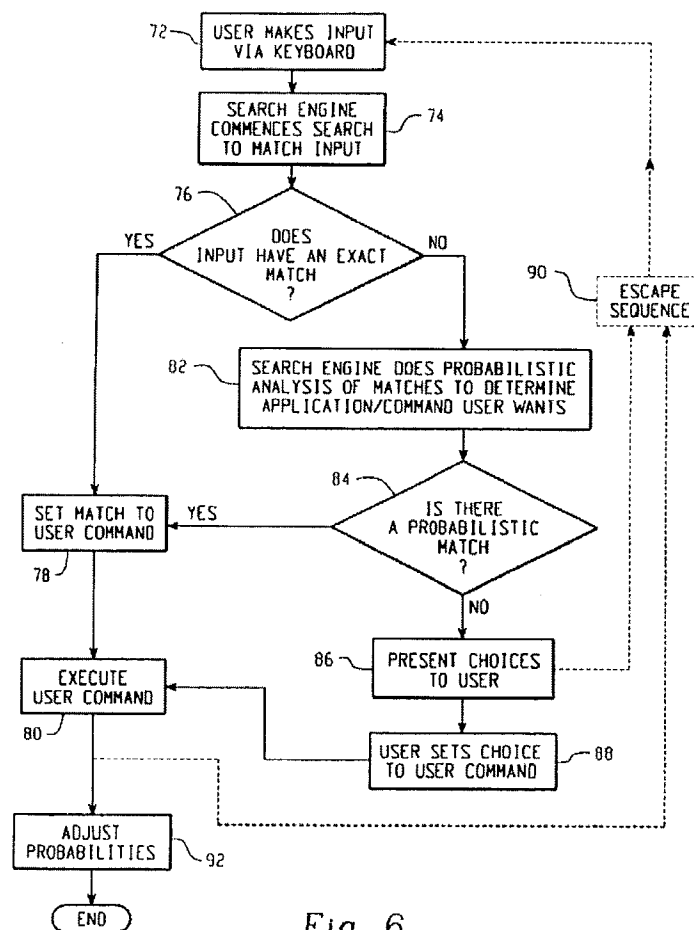 72
USER MAKES INPUT
VIA KEYBOARD
SEARCH ENGINE
COMMENCES SEARCH
TO MATCH INPUT
74
76
YES
DOES
INPUT HAVE AN EXACT
MATCH
?
NO
90
ESCAPE
SEQUENCE
82
SEARCH ENGINE DOES PROBABILISTIC
ANALYSIS OF MATCHES TO DETERMINE
APPLICATION/COMMAND USER WANTS
84
IS THERE
A PROBABILISTIC
MATCH
?
YES
NO
SET MATCH TO
USER COMMAND
78
86
PRESENT CHOICES
TO USER
EXECUTE
USER COMMAND
80
USER SETS CHOICE
TO USER COMMAND
88
ADJUST
PROBABILITIES
92
END
Fig. 6